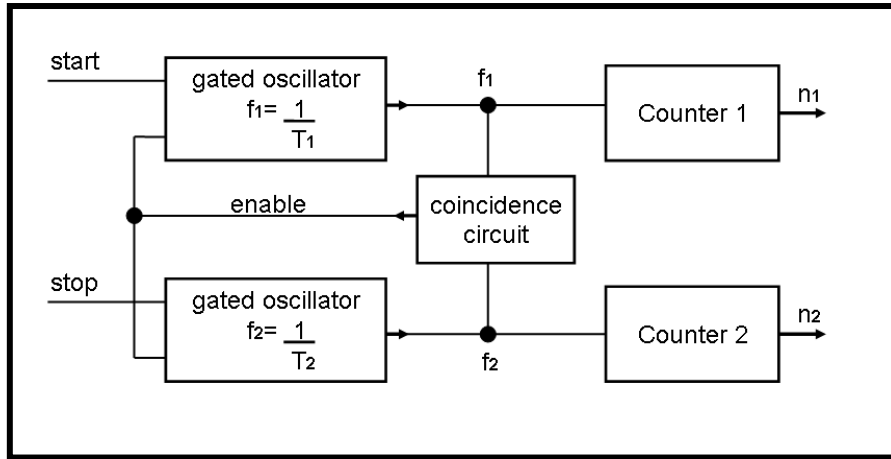 start
gated oscillator
f₁= 1
T₁
f₁
Counter 1
n₁
enable
coincidence
circuit
stop
gated oscillator
f₂= 1
T₂
f₂
Counter 2
n₂